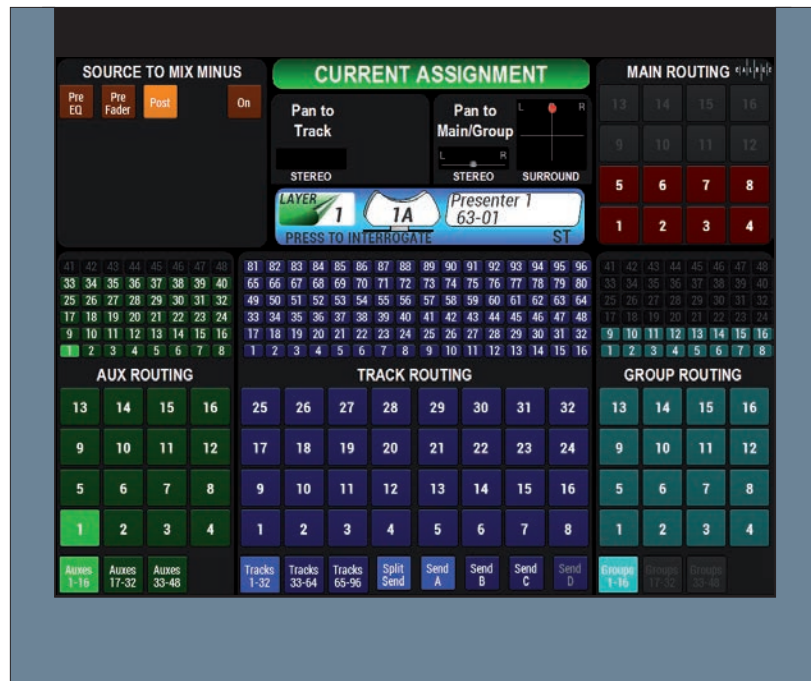 SOURCE TO MIX MINUS
Pre EQ
Pre Fader
Post
On
CURRENT ASSIGNMENT
Pan to Track
STEREO
Pan to Main/Group
L R
STEREO
L R
SURROUND
LAYER 1
1A
Presenter 1
63-01
PRESS TO INTERROGATE
ST
MAIN ROUTING
CALREC
13 14 15 16
9 10 11 12
5 6 7 8
1 2 3 4
41 42 43 44 45 46 47 48
33 34 35 36 37 38 39 40
25 26 27 28 29 30 31 32
17 18 19 20 21 22 23 24
9 10 11 12 13 14 15 16
1 2 3 4 5 6 7 8
AUX ROUTING
13 14 15 16
9 10 11 12
5 6 7 8
1 2 3 4
Auxes 1-16
Auxes 17-32
Auxes 33-48
81 82 83 84 85 86 87 88 89 90 91 92 93 94 95 96
65 66 67 68 69 70 71 72 73 74 75 76 77 78 79 80
49 50 51 52 53 54 55 56 57 58 59 60 61 62 63 64
33 34 35 36 37 38 39 40 41 42 43 44 45 46 47 48
17 18 19 20 21 22 23 24 25 26 27 28 29 30 31 32
1 2 3 4 5 6 7 8 9 10 11 12 13 14 15 16
TRACK ROUTING
25 26 27 28 29 30 31 32
17 18 19 20 21 22 23 24
9 10 11 12 13 14 15 16
1 2 3 4 5 6 7 8
Tracks 1-32
Tracks 33-64
Tracks 65-96
Split Send
Send A
Send B
Send C
Send D
41 42 43 44 45 46 47 48
33 34 35 36 37 38 39 40
25 26 27 28 29 30 31 32
17 18 19 20 21 22 23 24
9 10 11 12 13 14 15 16
1 2 3 4 5 6 7 8
GROUP ROUTING
13 14 15 16
9 10 11 12
5 6 7 8
1 2 3 4
Groups 1-16
Groups 17-32
Groups 33-48